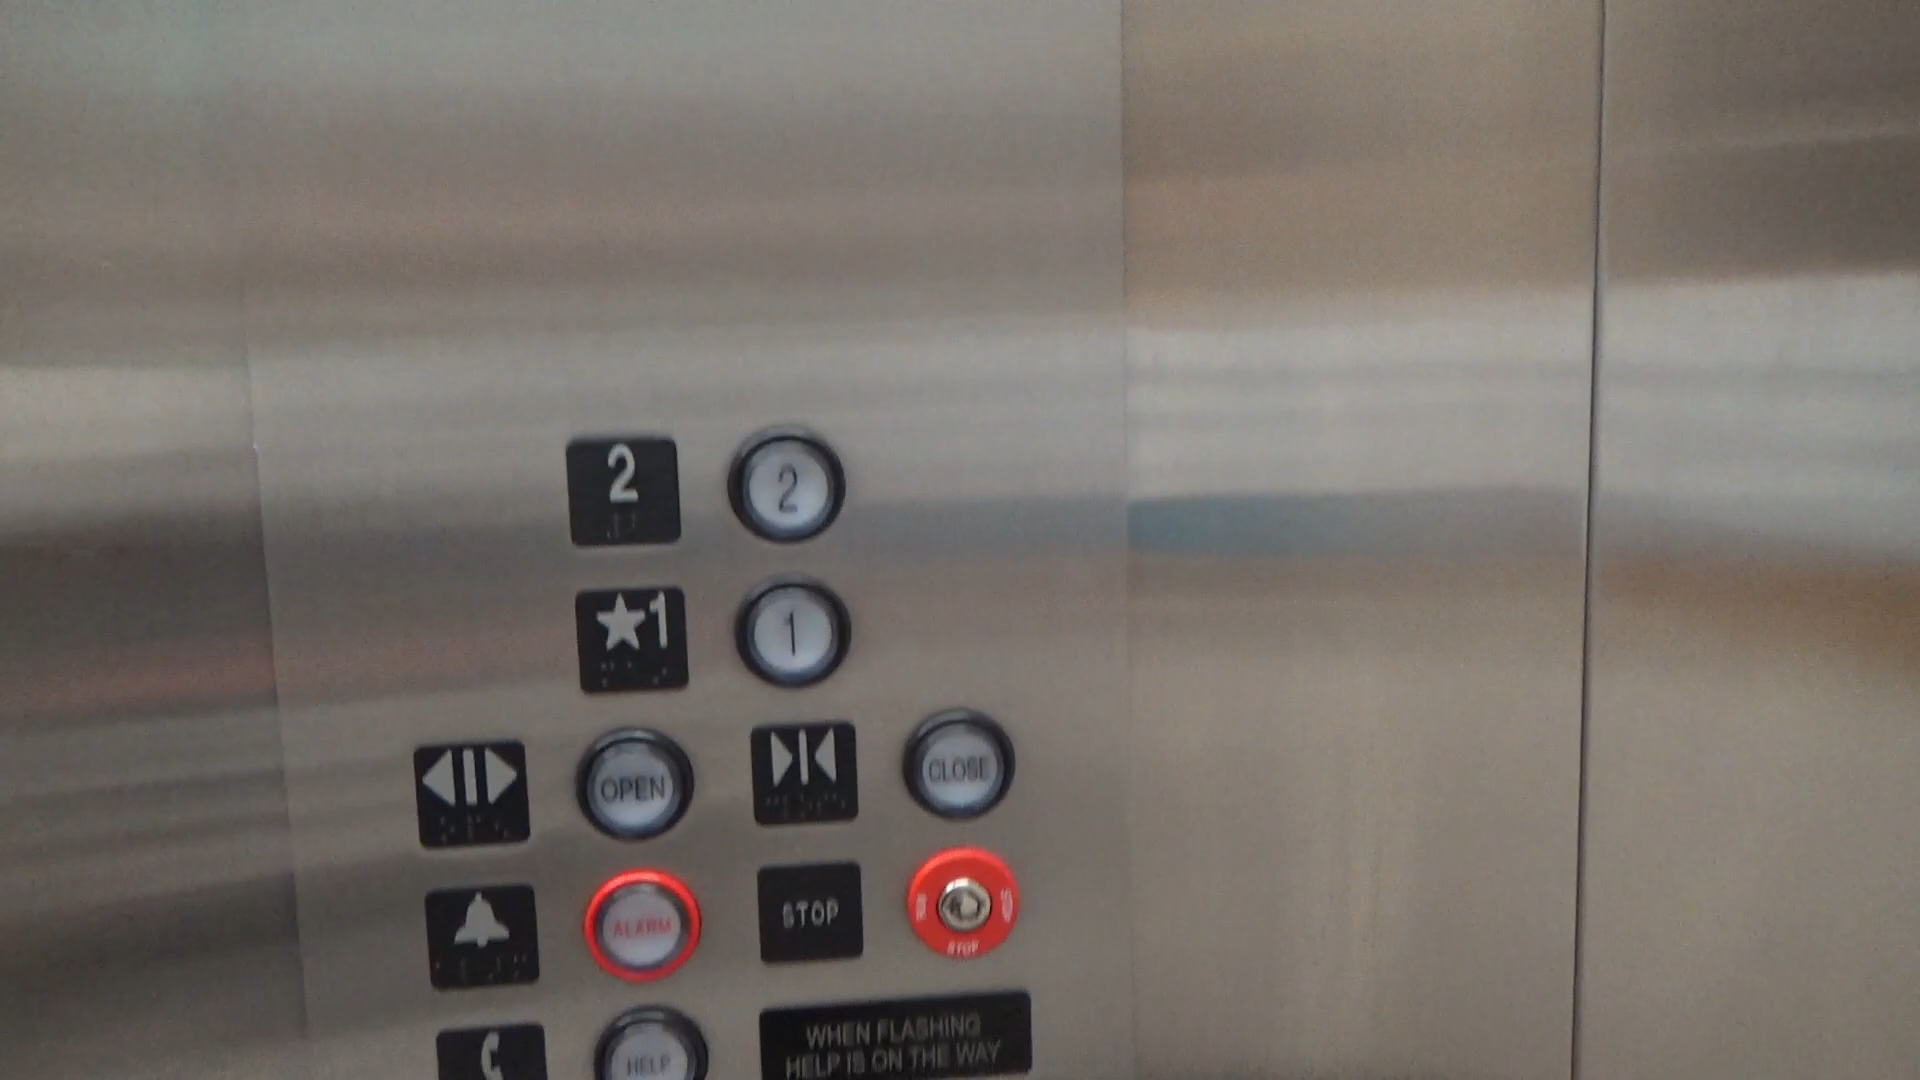 2 2
★1 1
OPEN CLOSE
ALARM STOP STOP
HELP
WHEN FLASHING
HELP IS ON THE WAY